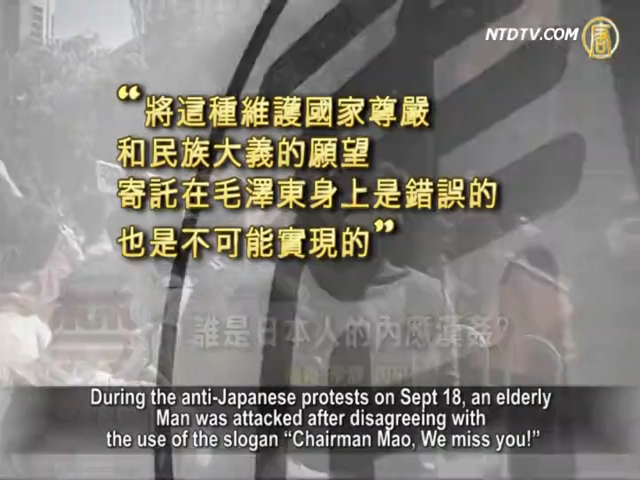 NTDTV.COM
“將這種維護國家尊嚴
和民族大義的願望
寄託在毛澤東身上是錯誤的
也是不可能實現的”
誰是日本人的內應漢奸?
During the anti-Japanese protests on Sept 18, an elderly
Man was attacked after disagreeing with
the use of the slogan “Chairman Mao, We miss you!”